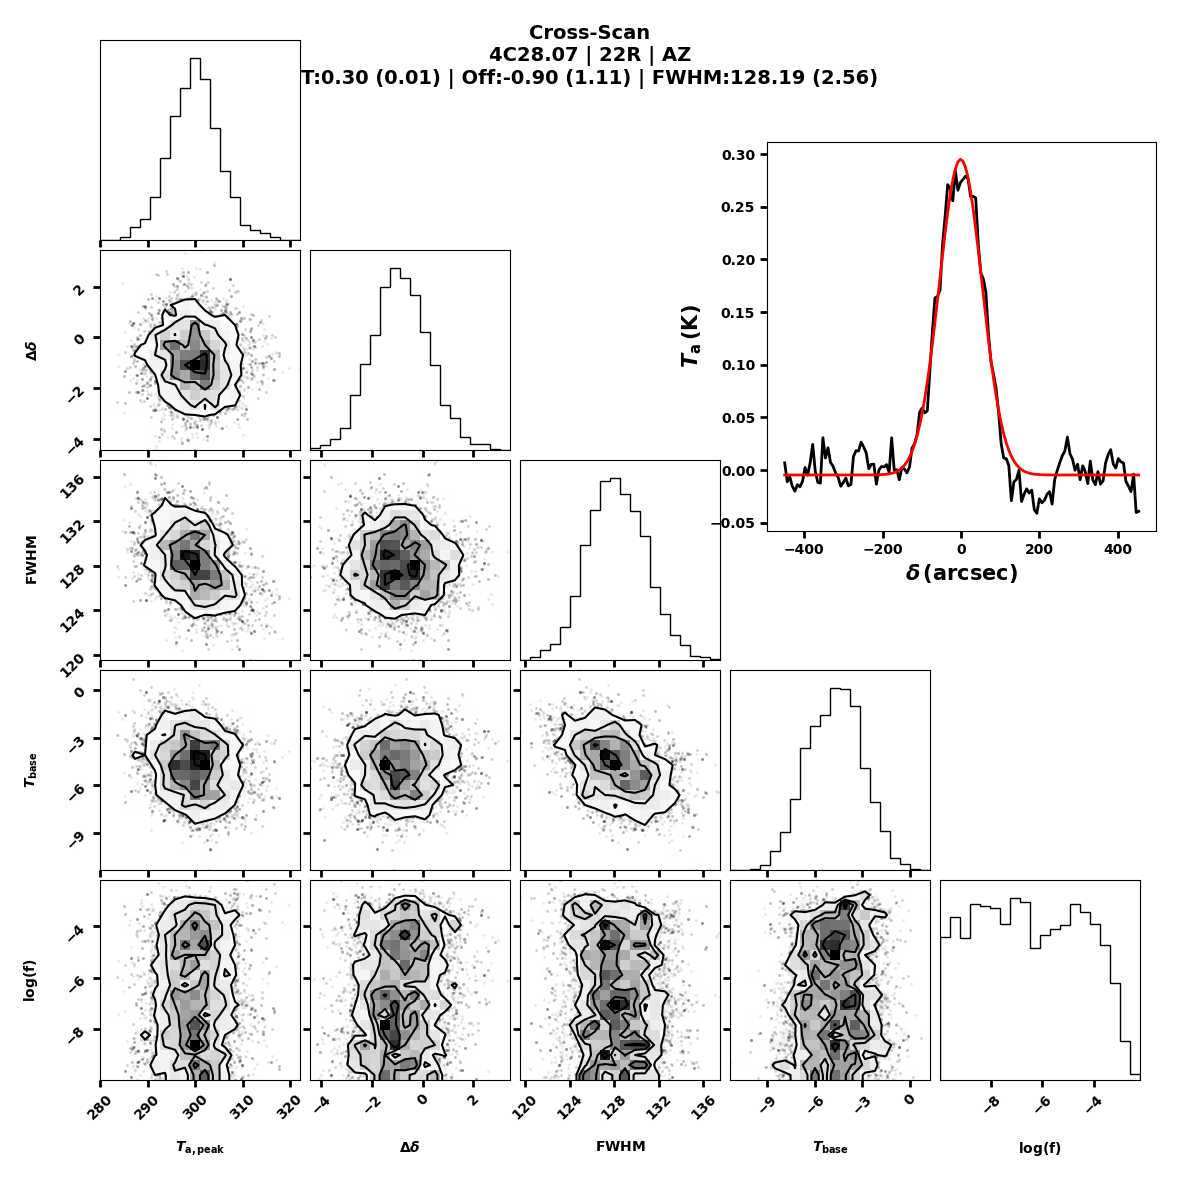 Cross-Scan
4C28.07 | 22R | AZ
T:0.30 (0.01) | Off:-0.90 (1.11) | FWHM:128.19 (2.56)
0.30
0.25
0.20
0.15
0.10
0.05
0.00
−0.05
T_a (K)
−400 −200 0 200 400
δ (arcsec)
2
0
−2
−4
Δδ
136
132
128
124
120
FWHM
0
−3
−6
−9
T_base
−4
−6
−8
log(f)
280 290 300 310 320
−4 −2 0 2
120 124 128 132 136
−9 −6 −3 0
−8 −6 −4
T_a,peak
Δδ
FWHM
T_base
log(f)